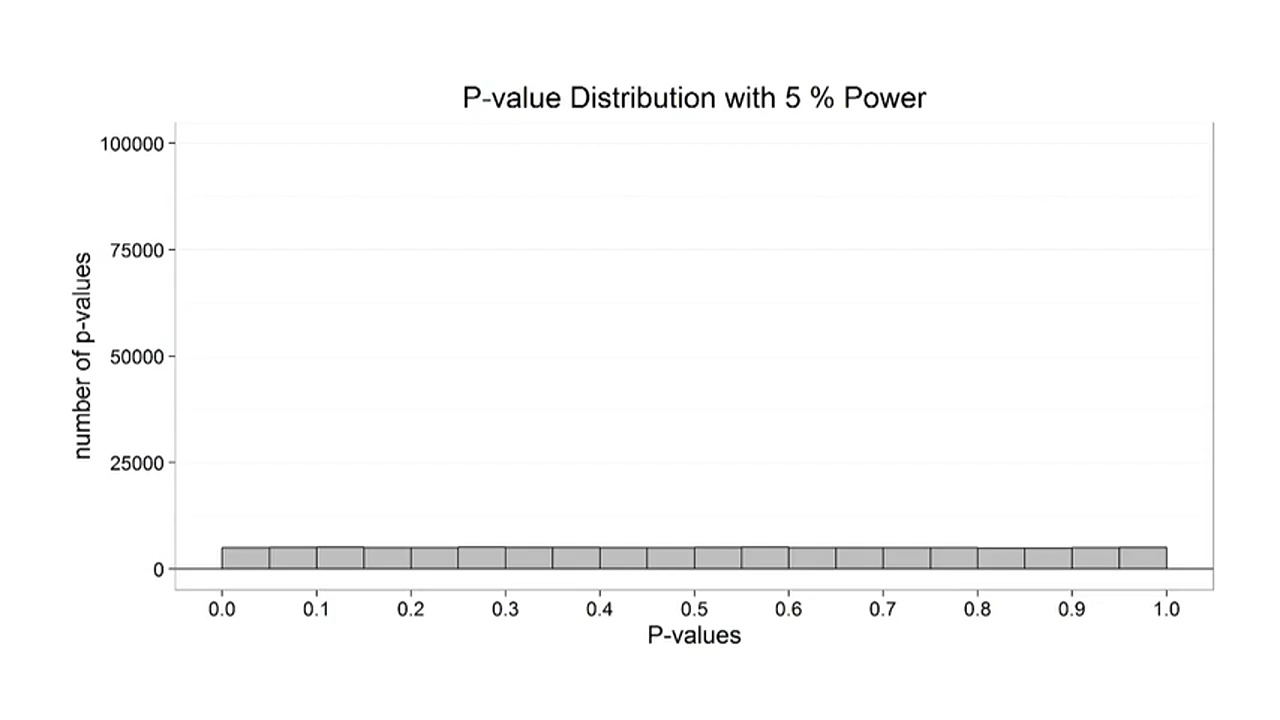 P-value Distribution with 5 % Power
100000
75000
50000
25000
0
number of p-values
0.0 0.1 0.2 0.3 0.4 0.5 0.6 0.7 0.8 0.9 1.0
P-values